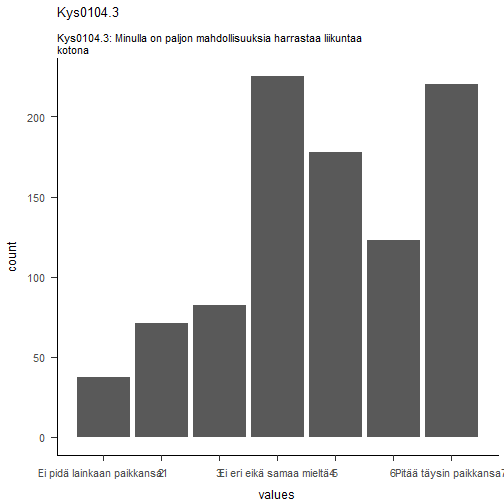 Kys0104.3
Kys0104.3: Minulla on paljon mahdollisuuksia harrastaa liikuntaa
kotona
200
150
100
50
0
count
Ei pidä lainkaan paikkansa1
2
3
Ei eri eikä samaa mieltä4
5
6
Pitää täysin paikkansa7
values